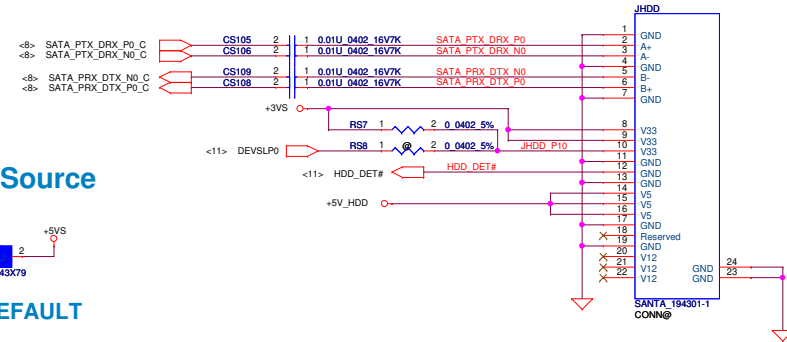 JHDD
<8> SATA_PTX_DRX_P0_C CS105 2 1 0.01U_0402_16V7K SATA_PTX_DRX_P0
<8> SATA_PTX_DRX_N0_C CS106 2 1 0.01U_0402_16V7K SATA_PTX_DRX_N0
<8> SATA_PRX_DTX_N0_C CS109 2 1 0.01U_0402_16V7K SATA_PRX_DTX_N0
<8> SATA_PRX_DTX_P0_C CS108 2 1 0.01U_0402_16V7K SATA_PRX_DTX_P0
1 GND
2 A+
3 A-
4 GND
5 B-
6 B+
7 GND
+3VS
RS7 1 2 0_0402_5%
<11> DEVSLP0 RS8 1 @ 2 0_0402_5% JHDD_P10
<11> HDD_DET# HDD_DET#
+5V_HDD
8 V33
9 V33
10 V33
11 GND
12 GND
13 GND
14 V5
15 V5
16 V5
17 GND
18 Reserved
19 GND
20 V12
21 V12
22 V12
GND 24
GND 23
SANTA_194301-1
CONN@
Source
+5VS
2
43X79
EFAULT